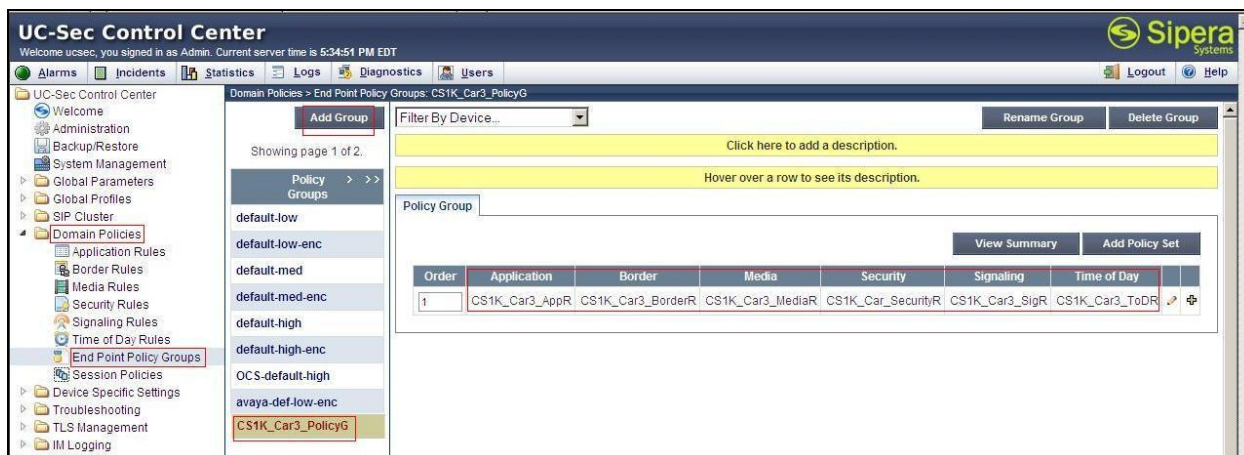 UC-Sec Control Center
Welcome ucsec, you signed in as Admin. Current server time is 5:34:51 PM EDT
Sipera
Systems
Alarms Incidents Statistics Logs Diagnostics Users Logout Help
UC-Sec Control Center
Welcome
Administration
Backup/Restore
System Management
Global Parameters
Global Profiles
SIP Cluster
Domain Policies
Application Rules
Border Rules
Media Rules
Security Rules
Signaling Rules
Time of Day Rules
End Point Policy Groups
Session Policies
Device Specific Settings
Troubleshooting
TLS Management
IM Logging
Domain Policies > End Point Policy Groups: CS1K_Car3_PolicyG
Add Group
Showing page 1 of 2.
Policy Groups > >>
default-low
default-low-enc
default-med
default-med-enc
default-high
default-high-enc
OCS-default-high
avaya-def-low-enc
CS1K_Car3_PolicyG
Filter By Device...
Rename Group Delete Group
Click here to add a description.
Hover over a row to see its description.
Policy Group
View Summary Add Policy Set
Order Application Border Media Security Signaling Time of Day
1 CS1K_Car3_AppR CS1K_Car3_BorderR CS1K_Car3_MediaR CS1K_Car_SecurityR CS1K_Car3_SigR CS1K_Car3_ToDR